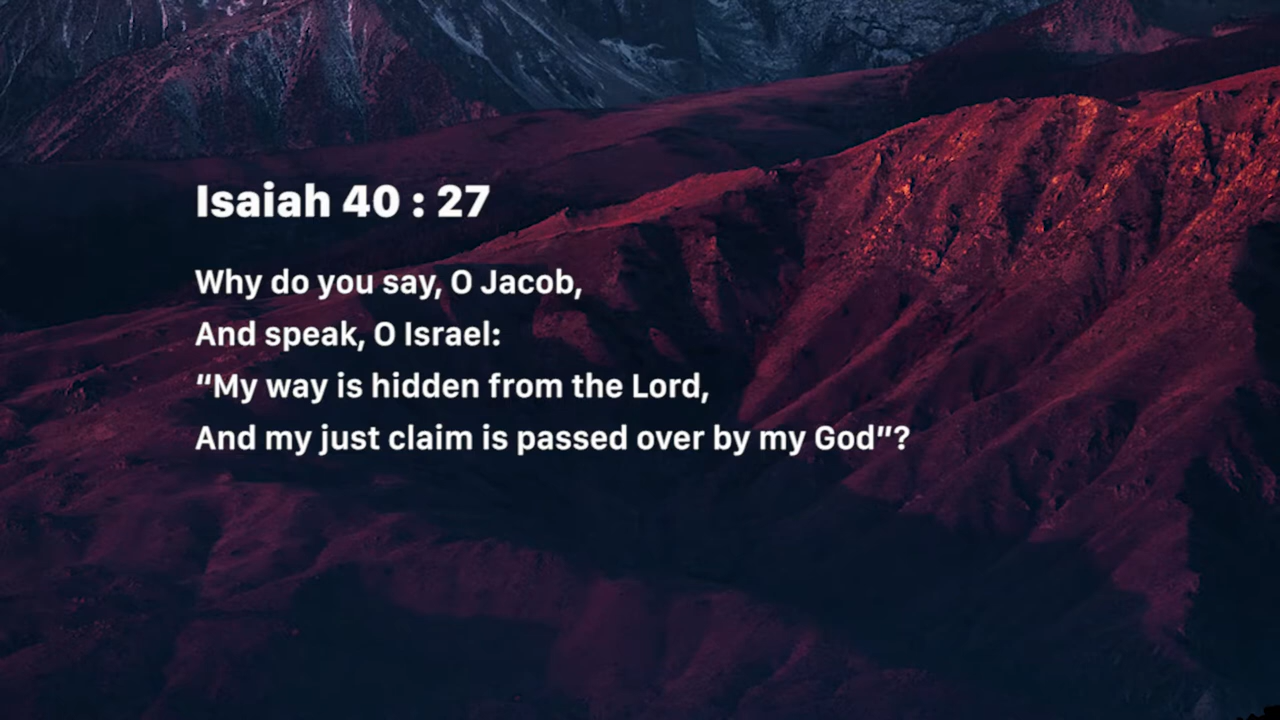 Isaiah 40 : 27
Why do you say, O Jacob,
And speak, O Israel:
“My way is hidden from the Lord,
And my just claim is passed over by my God”?